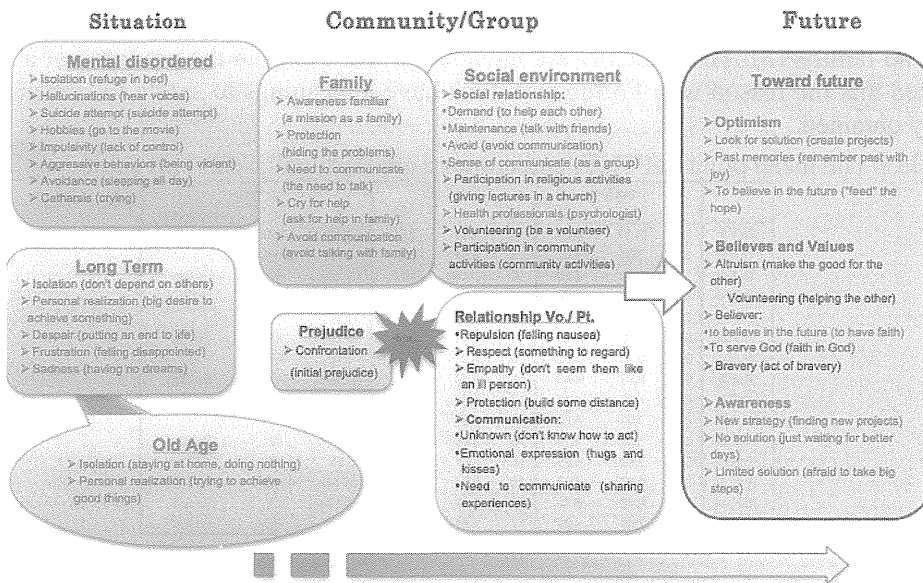 Situation
Community/Group
Future
Mental disordered
➤ Isolation (refuge in bed)
➤ Hallucinations (hear voices)
➤ Suicide attempt (suicide attempt)
➤ Hobbies (go to the movie)
➤ Impulsivity (lack of control)
➤ Aggressive behaviors (being violent)
➤ Avoidance (sleeping all day)
➤ Catharsis (crying)
Long Term
➤ Isolation (don't depend on others)
➤ Personal realization (big desire to
achieve something)
➤ Despair (putting an end to life)
➤ Frustration (felling disappointed)
➤ Sadness (having no dreams)
Old Age
➤ Isolation (staying at home, doing nothing)
➤ Personal realization (trying to achieve
good things)
Family
➤ Awareness familiar
(a mission as a family)
➤ Protection
(hiding the problems)
➤ Need to communicate
(the need to talk)
➤ Cry for help
(ask for help in family)
➤ Avoid communication
(avoid talking with family)
Prejudice
➤ Confrontation
(initial prejudice)
Social environment
➤ Social relationship:
•Demand (to help each other)
•Maintenance (talk with friends)
•Avoid (avoid communication)
•Sense of communicate (as a group)
➤ Participation in religious activities
(giving lectures in a church)
➤ Health professionals (psychologist)
➤ Volunteering (be a volunteer)
➤ Participation in community
activities (community activities)
Relationship Vo./ Pt.
•Repulsion (felling nausea)
➤ Respect (something to regard)
➤ Empathy (don't seem them like
an ill person)
➤ Protection (build some distance)
➤ Communication:
•Unknown (don't know how to act)
•Emotional expression (hugs and
kisses)
•Need to communicate (sharing
experiences)
Toward future
➤Optimism
➤ Look for solution (create projects)
➤ Past memories (remember past with
joy)
➤ To believe in the future ("feed" the
hope)
➤Believes and Values
➤ Altruism (make the good for the
other)
Volunteering (helping the other)
➤ Believer:
•to believe in the future (to have faith)
•To serve God (faith in God)
➤ Bravery (act of bravery)
➤Awareness
➤ New strategy (finding new projects)
➤ No solution (just waiting for better
days)
➤ Limited solution (afraid to take big
steps)